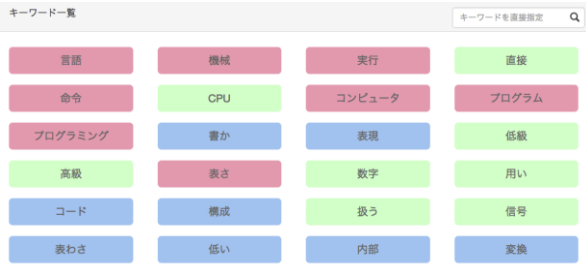 キーワード一覧 キーワードを直接指定
言語 機械 実行 直接
命令 CPU コンピュータ プログラム
プログラミング 書か 表現 低級
高級 表さ 数字 用い
コード 構成 扱う 信号
表わさ 低い 内部 変換